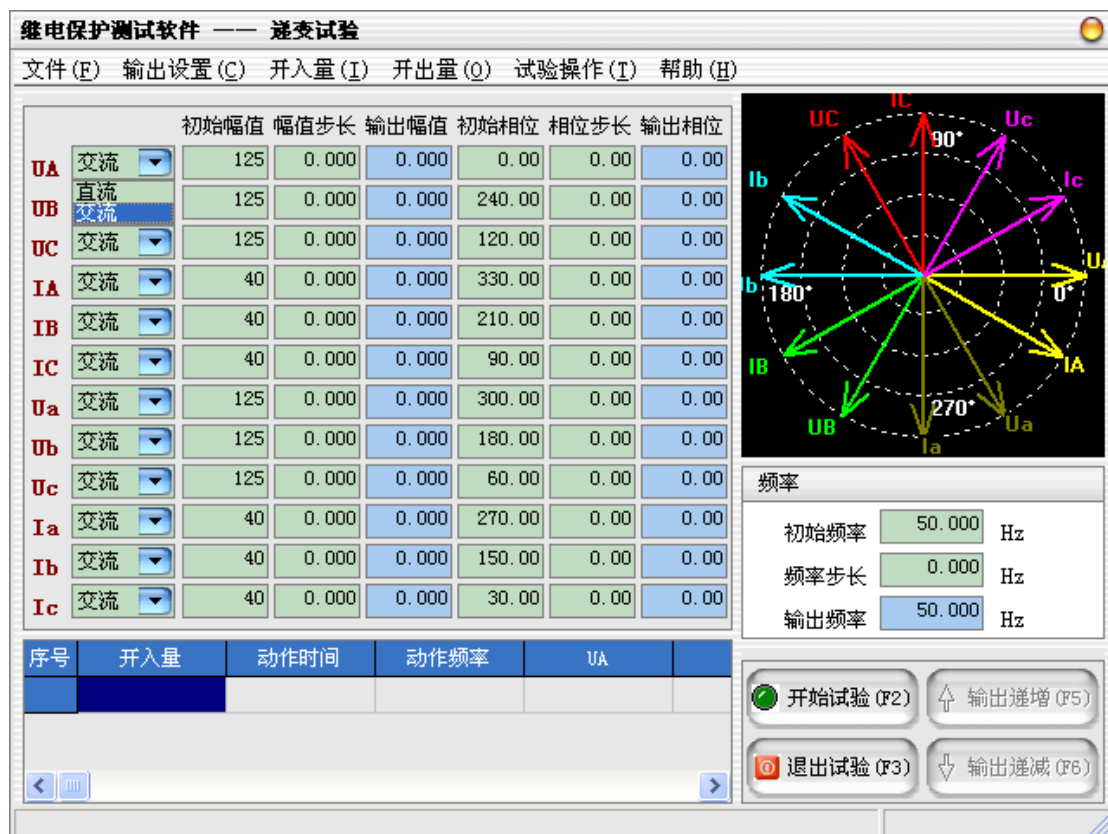 继电保护测试软件 —— 递变试验
文件(F) 输出设置(C) 开入量(I) 开出量(O) 试验操作(T) 帮助(H)
初始幅值 幅值步长 输出幅值 初始相位 相位步长 输出相位
UA 交流 125 0.000 0.000 0.00 0.00 0.00
直流
交流
UB 125 0.000 0.000 240.00 0.00 0.00
UC 交流 125 0.000 0.000 120.00 0.00 0.00
IA 交流 40 0.000 0.000 330.00 0.00 0.00
IB 交流 40 0.000 0.000 210.00 0.00 0.00
IC 交流 40 0.000 0.000 90.00 0.00 0.00
Ua 交流 125 0.000 0.000 300.00 0.00 0.00
Ub 交流 125 0.000 0.000 180.00 0.00 0.00
Uc 交流 125 0.000 0.000 60.00 0.00 0.00
Ia 交流 40 0.000 0.000 270.00 0.00 0.00
Ib 交流 40 0.000 0.000 150.00 0.00 0.00
Ic 交流 40 0.000 0.000 30.00 0.00 0.00
IC
UC Uc
90°
Ib Ic
UA
b 180° 0°
IB IA
270°
UB Ua
Ia
频率
初始频率 50.000 Hz
频率步长 0.000 Hz
输出频率 50.000 Hz
序号 开入量 动作时间 动作频率 UA
开始试验(F2) 输出递增(F5)
退出试验(F3) 输出递减(F6)